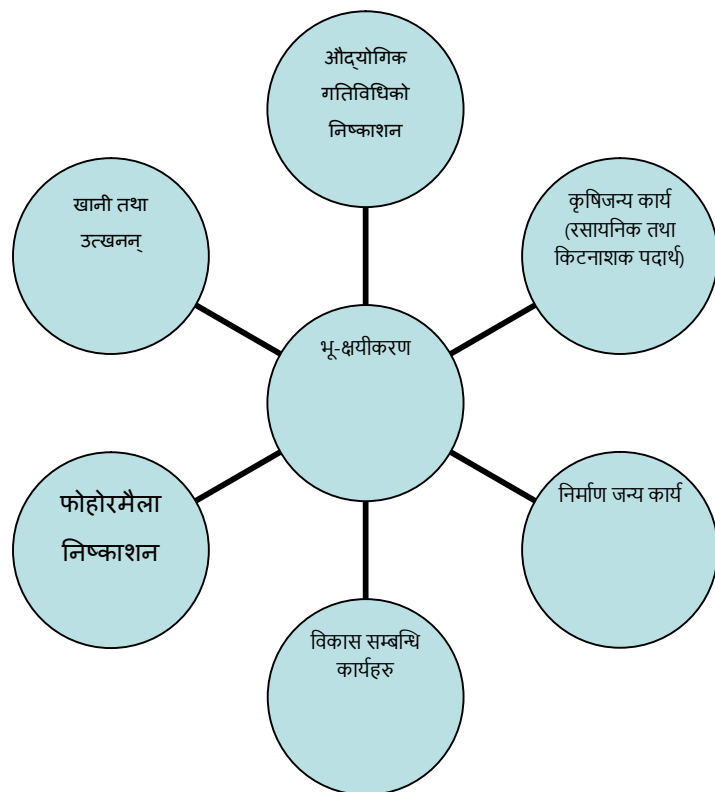 औद्योगिक
गतिविधिको
निष्काशन
खानी तथा
उत्खनन्
कृषिजन्य कार्य
(रसायनिक तथा
किटनाशक पदार्थ)
भू-क्षयीकरण
फोहोरमैला
निष्काशन
निर्माण जन्य कार्य
विकास सम्बन्धि
कार्यहरु